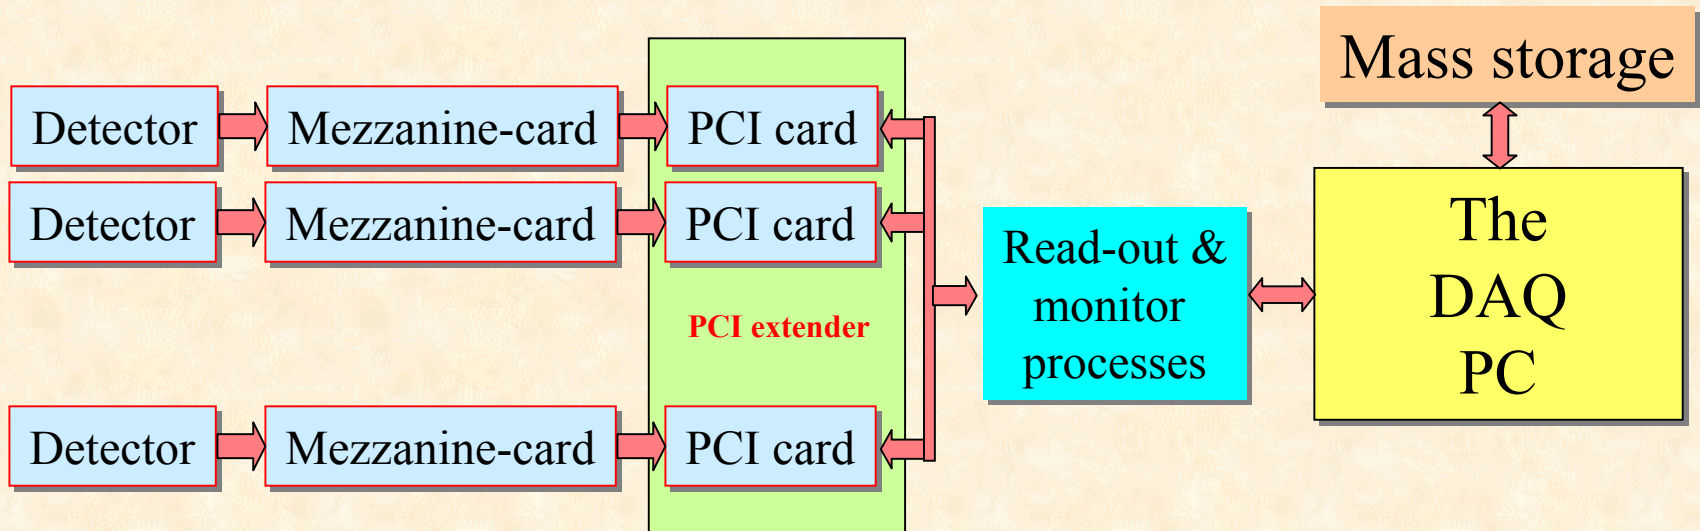 Mass storage
Detector
Mezzanine-card
PCI card
Detector
Mezzanine-card
PCI card
Read-out &
monitor
processes
The
DAQ
PC
PCI extender
Detector
Mezzanine-card
PCI card